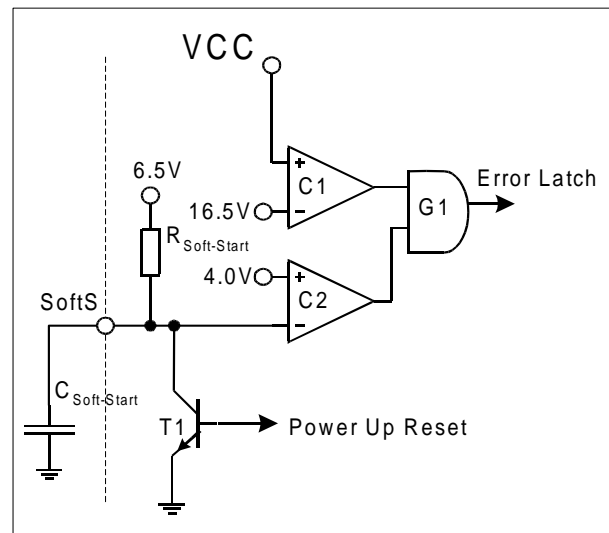 VCC
6.5V
+
C1
Error Latch
G1
16.5V
-
R Soft-Start
4.0V
+
C2
SoftS
-
C Soft-Start
T1
Power Up Reset